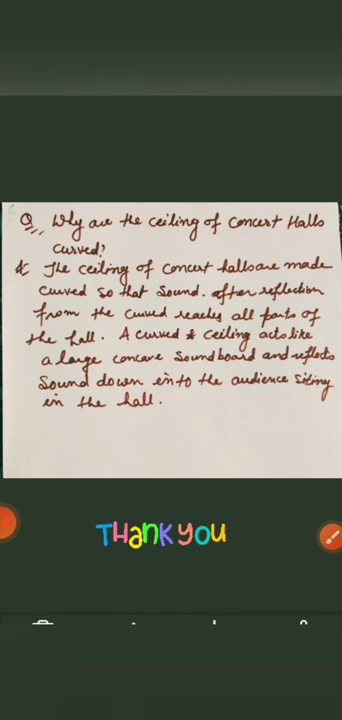 Q Why are the ceiling of Concert Halls
curved?
The ceiling of concert halls are made
curved so that sound. after reflection
from the curved reaches all parts of
the hall. A curved ceiling acts like
a large concave Soundboard and reflects
Sound down into the audience siting
in the hall.
THANK YOU